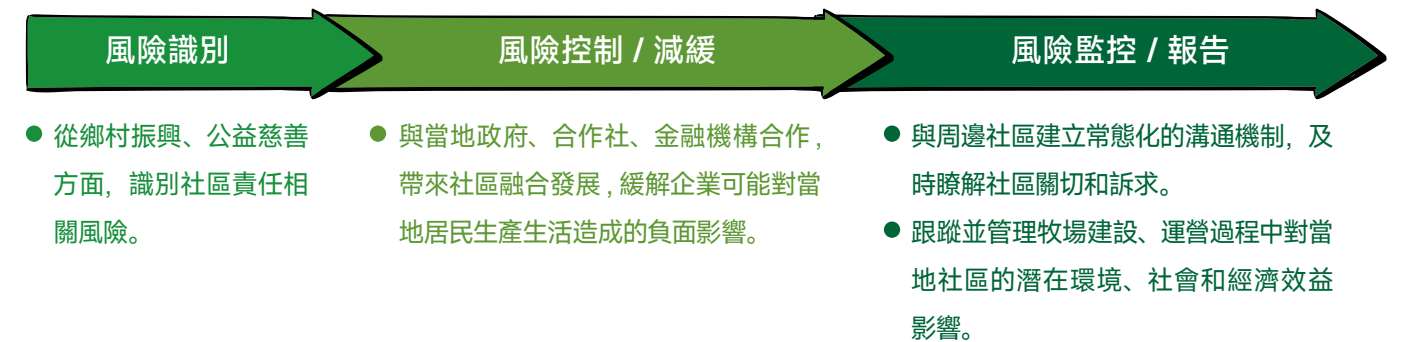 風險識別
風險控制 / 減緩
風險監控 / 報告
● 從鄉村振興、公益慈善
方面，識別社區責任相
關風險。
● 與當地政府、合作社、金融機構合作，
帶來社區融合發展，緩解企業可能對當
地居民生產生活造成的負面影響。
● 與周邊社區建立常態化的溝通機制，及
時瞭解社區關切和訴求。
● 跟蹤並管理牧場建設、運營過程中對當
地社區的潛在環境、社會和經濟效益
影響。